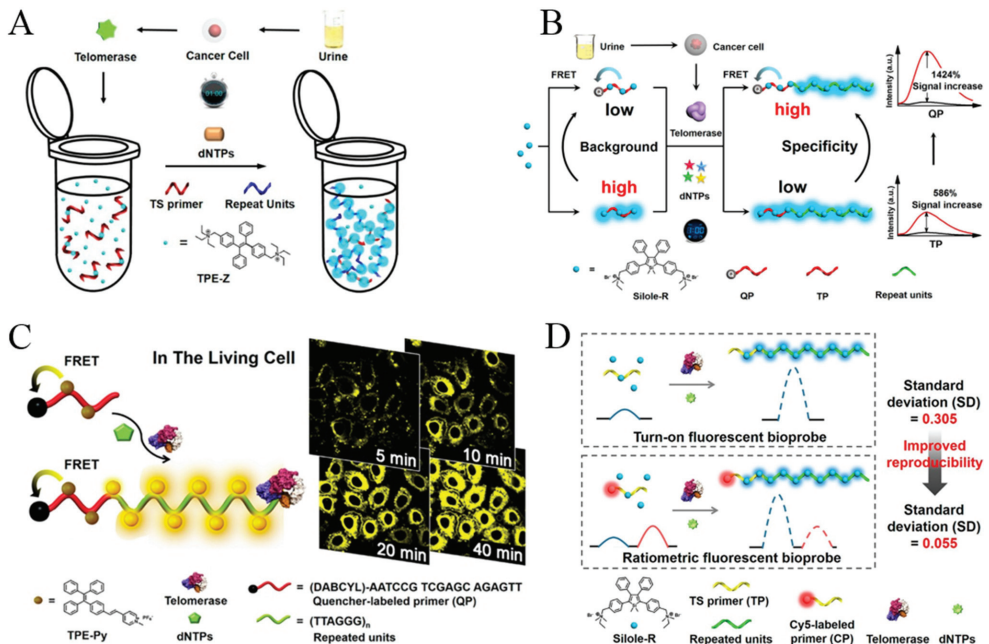 A
Telomerase
Cancer Cell
Urine
01:00
dNTPs
TS primer
Repeat Units
=
TPE-Z
B
Urine
Cancer cell
FRET
low
Background
high
Telomerase
dNTPs
FRET
high
Specificity
low
Intensity (a.u.)
1424%
Signal increase
QP
Intensity (a.u.)
586%
Signal increase
TP
=
Silole-R
QP
TP
Repeat units
C
FRET
In The Living Cell
FRET
5 min
10 min
20 min
40 min
=
TPE-Py
Telomerase
dNTPs
= (DABCYL)-AATCCG TCGAGC AGAGTT
Quencher-labeled primer (QP)
= (TTAGGG)n
Repeated units
D
Turn-on fluorescent bioprobe
Ratiometric fluorescent bioprobe
Standard
deviation (SD)
= 0.305
Improved
reproducibility
Standard
deviation (SD)
= 0.055
=
Silole-R
TS primer (TP)
Repeated units
Cy5-labeled
primer (CP)
Telomerase
dNTPs